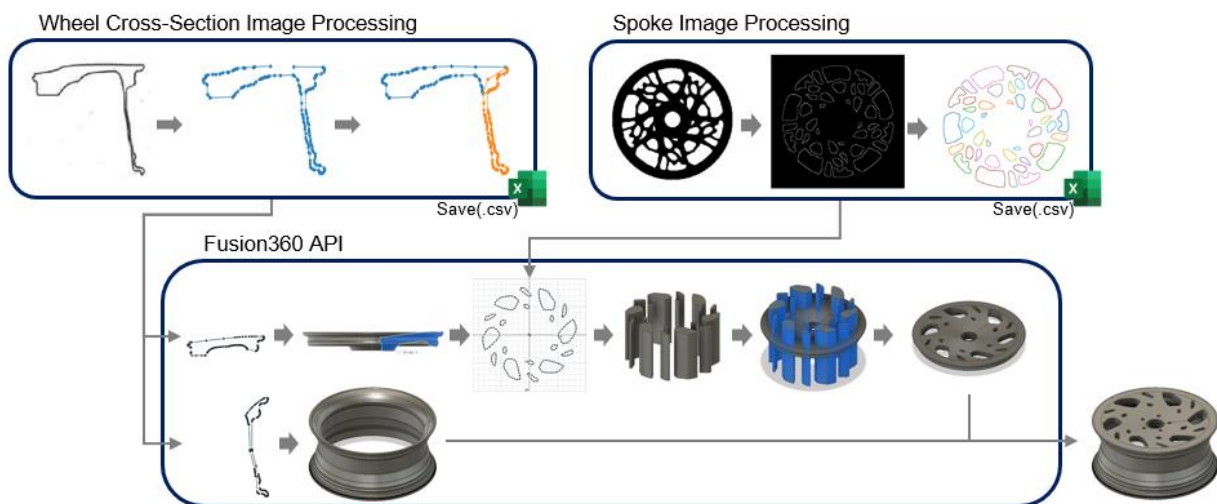 Wheel Cross-Section Image Processing
Spoke Image Processing
X
Save(.csv)
X
Save(.csv)
Fusion360 API